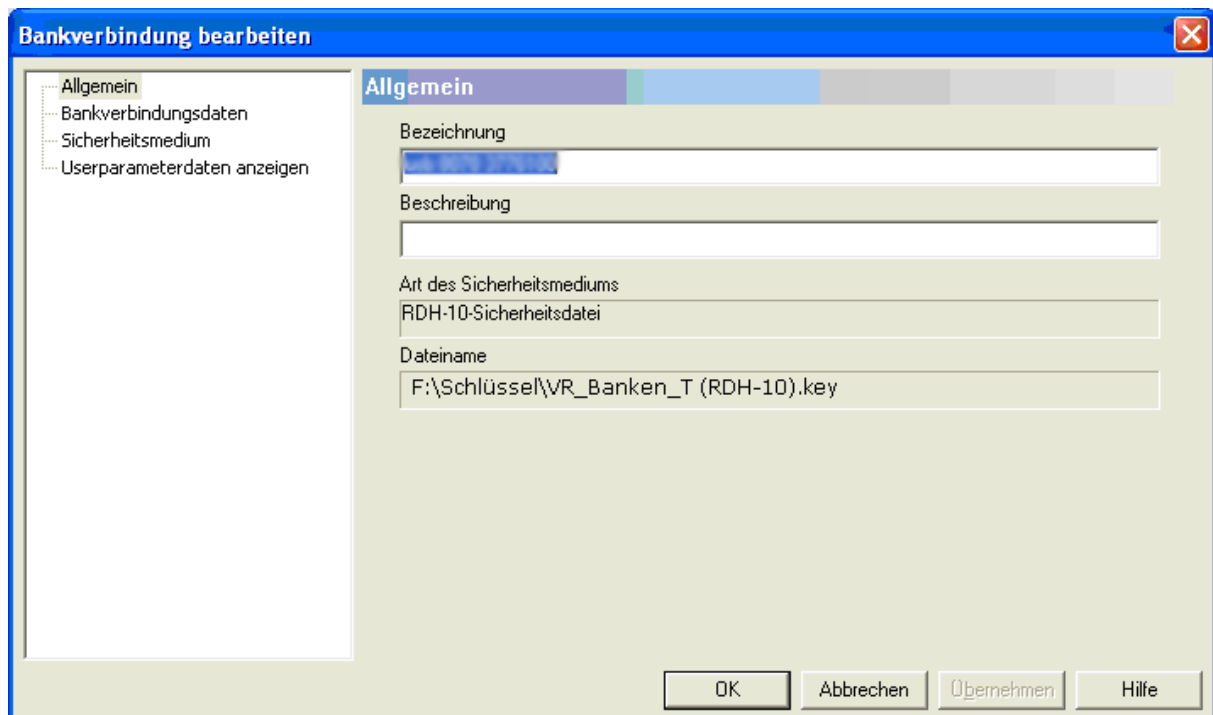 Bankverbindung bearbeiten
Allgemein
Bankverbindungsdaten
Sicherheitsmedium
Userparameterdaten anzeigen
Allgemein
Bezeichnung
Beschreibung
Art des Sicherheitsmediums
RDH-10-Sicherheitsdatei
Dateiname
F:\Schlüssel\VR_Banken_T (RDH-10).key
OK Abbrechen Übernehmen Hilfe